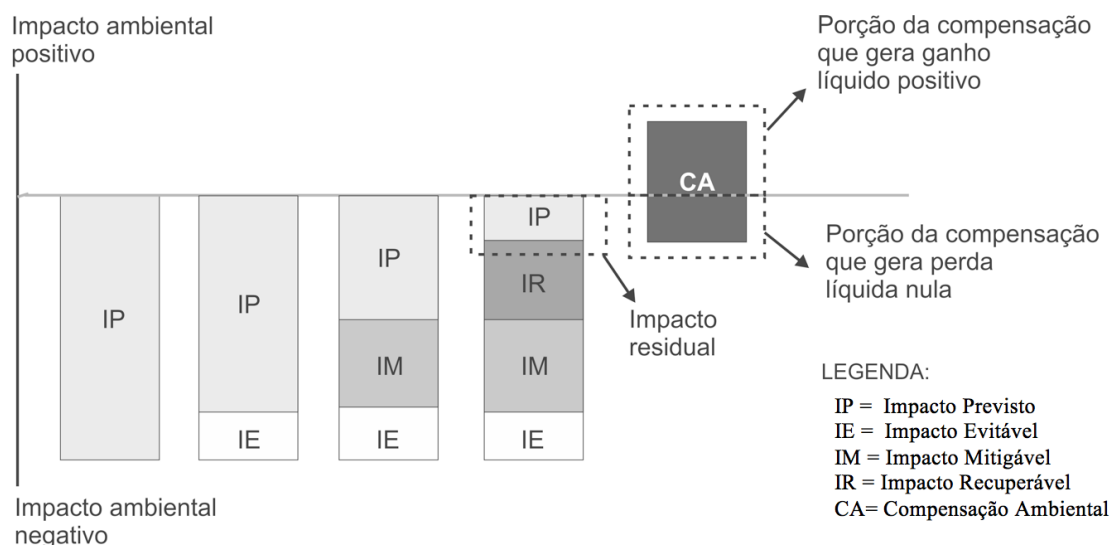 Impacto ambiental
positivo
Porção da compensação
que gera ganho
líquido positivo
CA
IP
IP
IE
IP
IM
IE
IP
IR
IM
IE
Impacto
residual
Porção da compensação
que gera perda
líquida nula
LEGENDA:
IP = Impacto Previsto
IE = Impacto Evitável
IM = Impacto Mitigável
IR = Impacto Recuperável
CA= Compensação Ambiental
Impacto ambiental
negativo